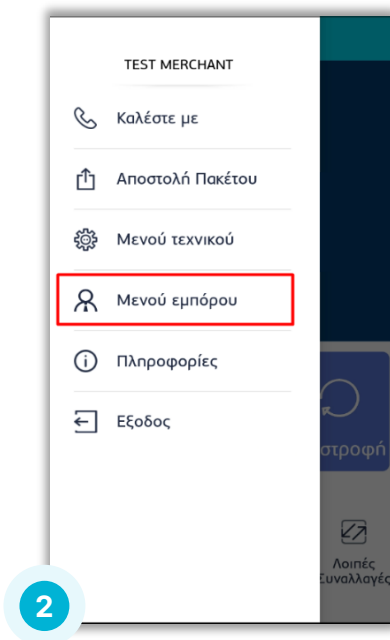 TEST MERCHANT
Καλέστε με
Αποστολή Πακέτου
Μενού τεχνικού
Μενού εμπόρου
Πληροφορίες
Εξοδος
στροφή
Λοιπές
Συναλλαγές
2